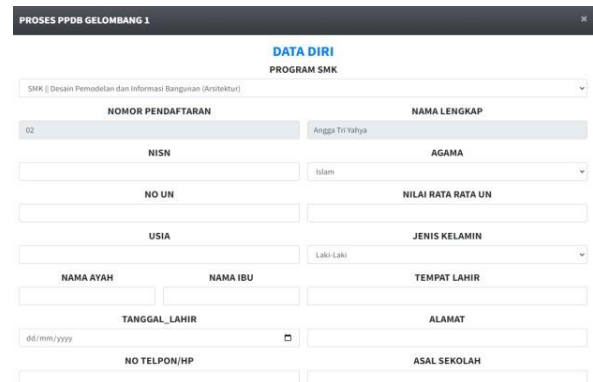 PROSES PPDB GELOMBANG 1 ×
DATA DIRI
PROGRAM SMK
SMK || Desain Pemodelan dan Informasi Bangunan (Arsitektur)
NOMOR PENDAFTARAN NAMA LENGKAP
02 Angga Tri Yahya
NISN AGAMA
Islam
NO UN NILAI RATA RATA UN
USIA JENIS KELAMIN
Laki-Laki
NAMA AYAH NAMA IBU TEMPAT LAHIR
TANGGAL_LAHIR ALAMAT
dd/mm/yyyy
NO TELPON/HP ASAL SEKOLAH